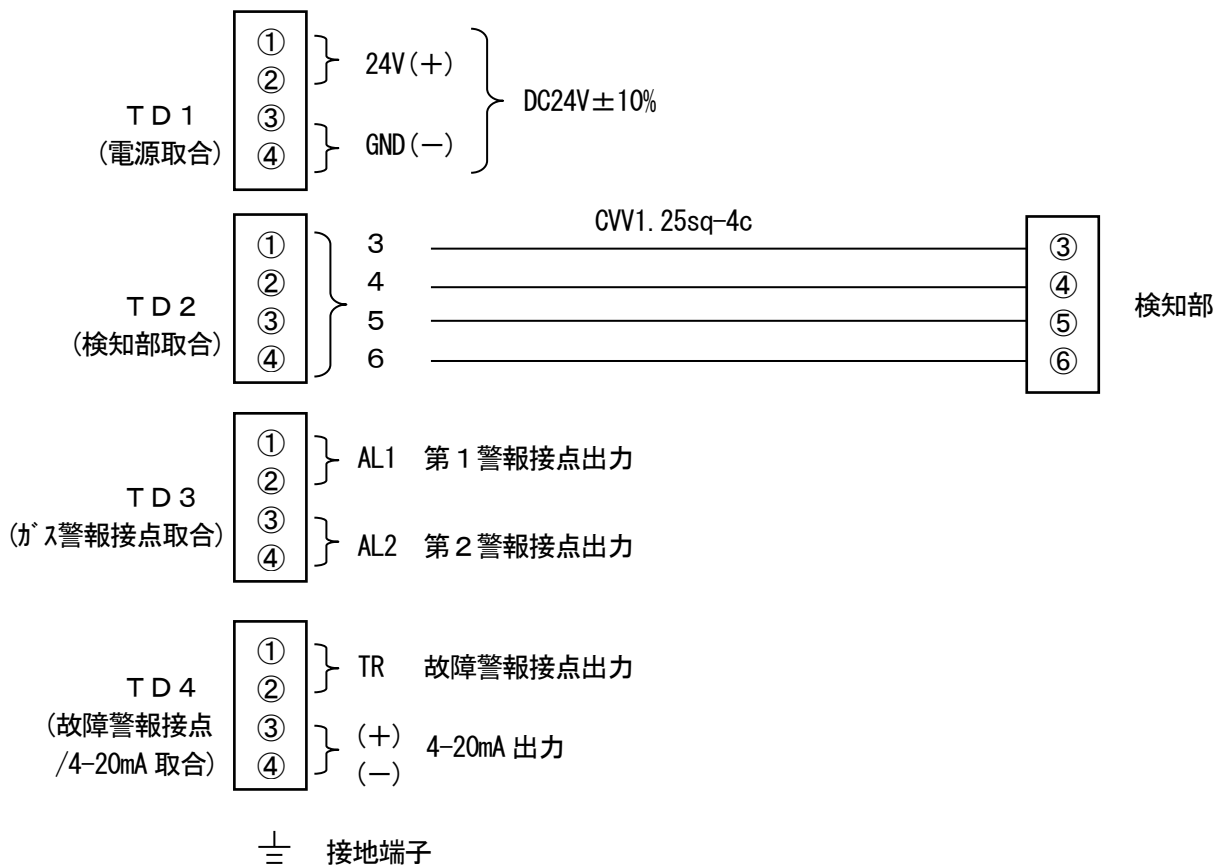 ①
②
③
④
ＴＤ１
(電源取合)
24V(＋)
GND(－)
DC24V±10%
①
②
③
④
ＴＤ２
(検知部取合)
3
4
5
6
CVV1.25sq-4c
③
④
⑤
⑥
検知部
①
②
③
④
ＴＤ３
(ｶﾞｽ警報接点取合)
AL1 第１警報接点出力
AL2 第２警報接点出力
①
②
③
④
ＴＤ４
(故障警報接点
/4-20mA 取合)
TR 故障警報接点出力
(＋)
(－)
4-20mA 出力
接地端子